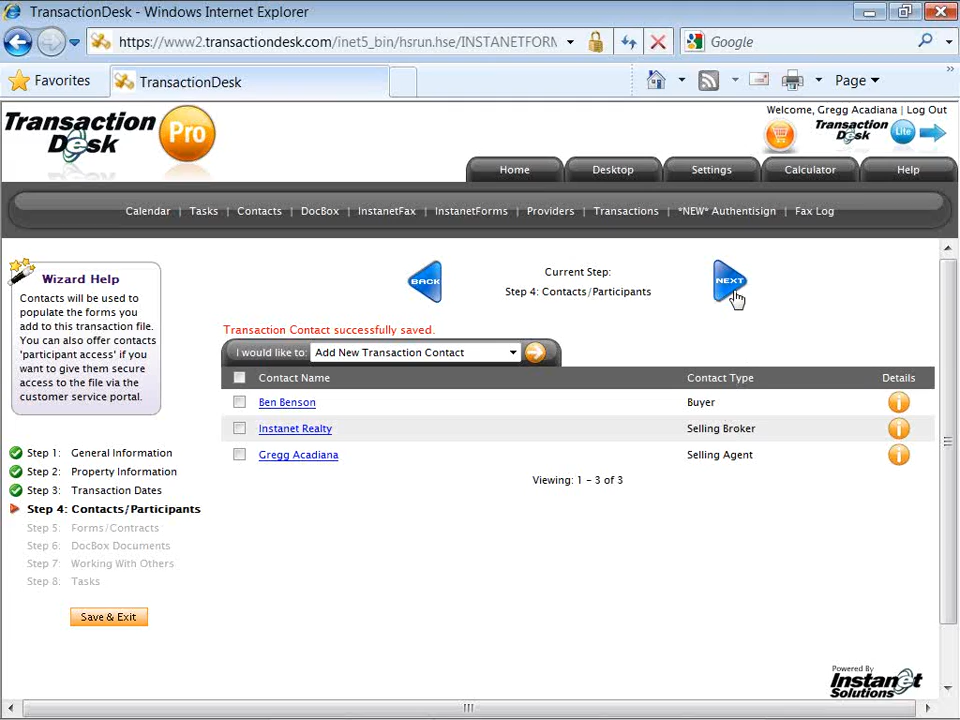 TransactionDesk - Windows Internet Explorer
https://www2.transactiondesk.com/inet5_bin/hsrun.hse/INSTANETFORM
Google
Favorites
TransactionDesk
Page
Transaction Desk Pro
Welcome, Gregg Acadiana | Log Out
Transaction Desk Lite
Home
Desktop
Settings
Calculator
Help
Calendar | Tasks | Contacts | DocBox | InstanetFax | InstanetForms | Providers | Transactions | *NEW* Authentisign | Fax Log
Wizard Help
Contacts will be used to
populate the forms you
add to this transaction file.
You can also offer contacts
'participant access' if you
want to give them secure
access to the file via the
customer service portal.
BACK
Current Step:
Step 4: Contacts/Participants
NEXT
Transaction Contact successfully saved.
I would like to: Add New Transaction Contact
Contact Name Contact Type Details
Ben Benson Buyer
Instanet Realty Selling Broker
Gregg Acadiana Selling Agent
Viewing: 1 - 3 of 3
Step 1: General Information
Step 2: Property Information
Step 3: Transaction Dates
Step 4: Contacts/Participants
Step 5: Forms/Contracts
Step 6: DocBox Documents
Step 7: Working With Others
Step 8: Tasks
Save & Exit
Powered By
Instanet
Solutions